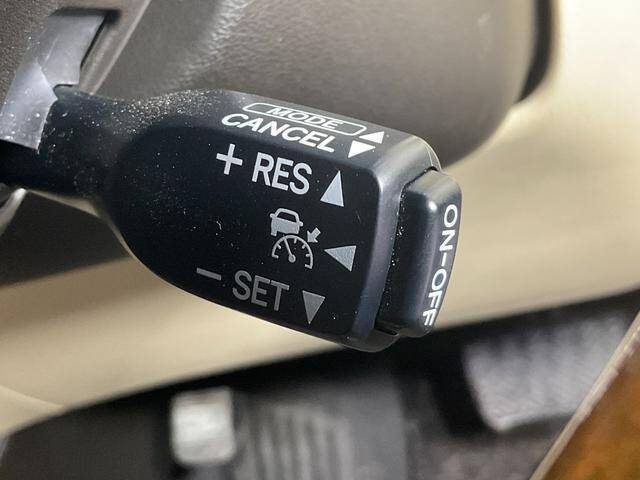 MODE
CANCEL
+ RES
- SET
ON-OFF